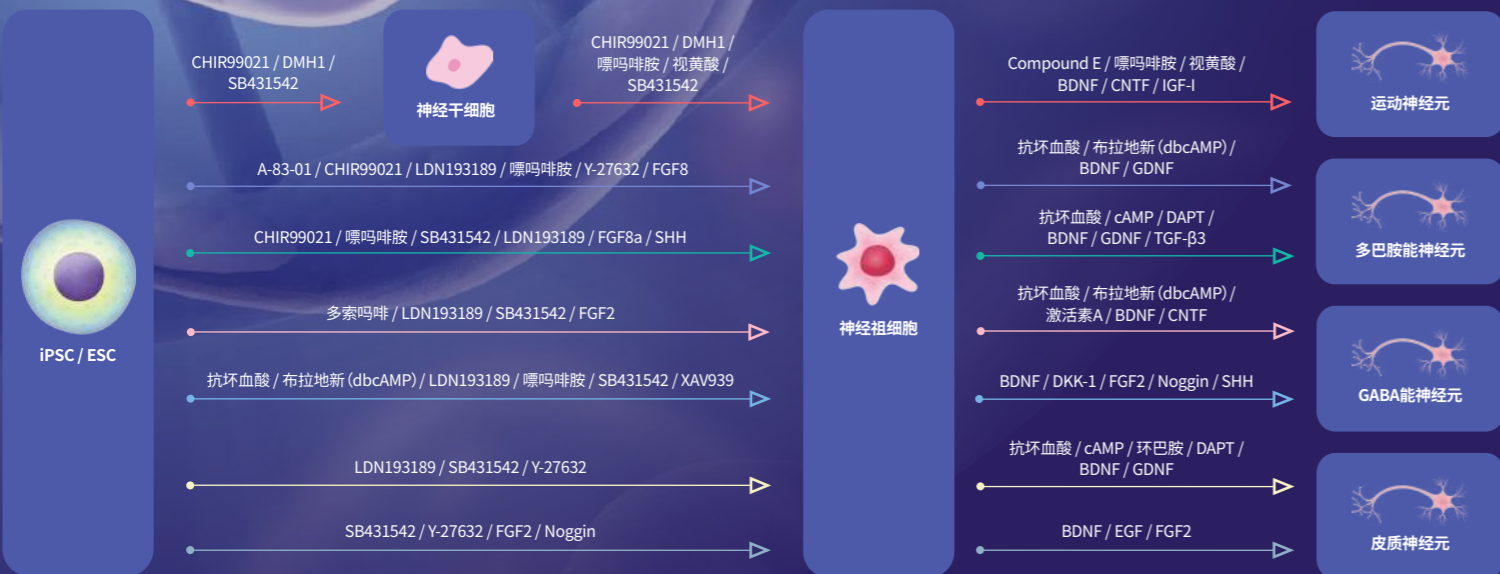 CHIR99021 / DMH1 /
SB431542
神经干细胞
CHIR99021 / DMH1 /
嘌吗啡胺 / 视黄酸 /
SB431542
A-83-01 / CHIR99021 / LDN193189 / 嘌吗啡胺 / Y-27632 / FGF8
CHIR99021 / 嘌吗啡胺 / SB431542 / LDN193189 / FGF8a / SHH
多索吗啡 / LDN193189 / SB431542 / FGF2
抗坏血酸 / 布拉地新（dbcAMP）/ LDN193189 / 嘌吗啡胺 / SB431542 / XAV939
LDN193189 / SB431542 / Y-27632
SB431542 / Y-27632 / FGF2 / Noggin
iPSC / ESC
神经祖细胞
Compound E / 嘌吗啡胺 / 视黄酸 /
BDNF / CNTF / IGF-I
抗坏血酸 / 布拉地新（dbcAMP）/
BDNF / GDNF
抗坏血酸 / cAMP / DAPT /
BDNF / GDNF / TGF-β3
抗坏血酸 / 布拉地新（dbcAMP）/
激活素A / BDNF / CNTF
BDNF / DKK-1 / FGF2 / Noggin / SHH
抗坏血酸 / cAMP / 环巴胺 / DAPT /
BDNF / GDNF
BDNF / EGF / FGF2
运动神经元
多巴胺能神经元
GABA能神经元
皮质神经元